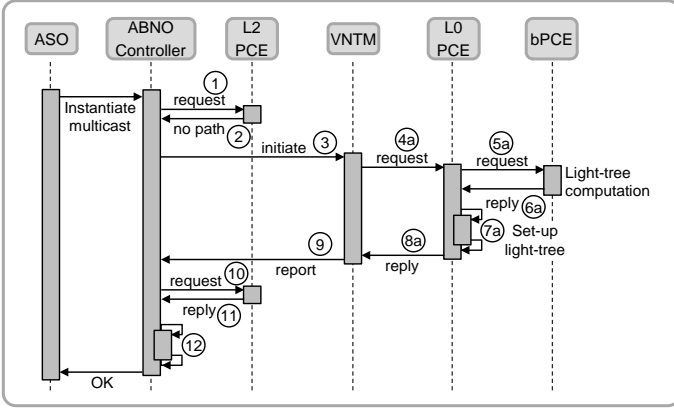 ASO
ABNO
Controller
L2
PCE
VNTM
L0
PCE
bPCE
Instantiate
multicast
1
request
no path
2
initiate
3
4a
request
5a
request
Light-tree
computation
reply
6a
7a
Set-up
light-tree
8a
reply
9
report
request
10
reply
11
12
OK